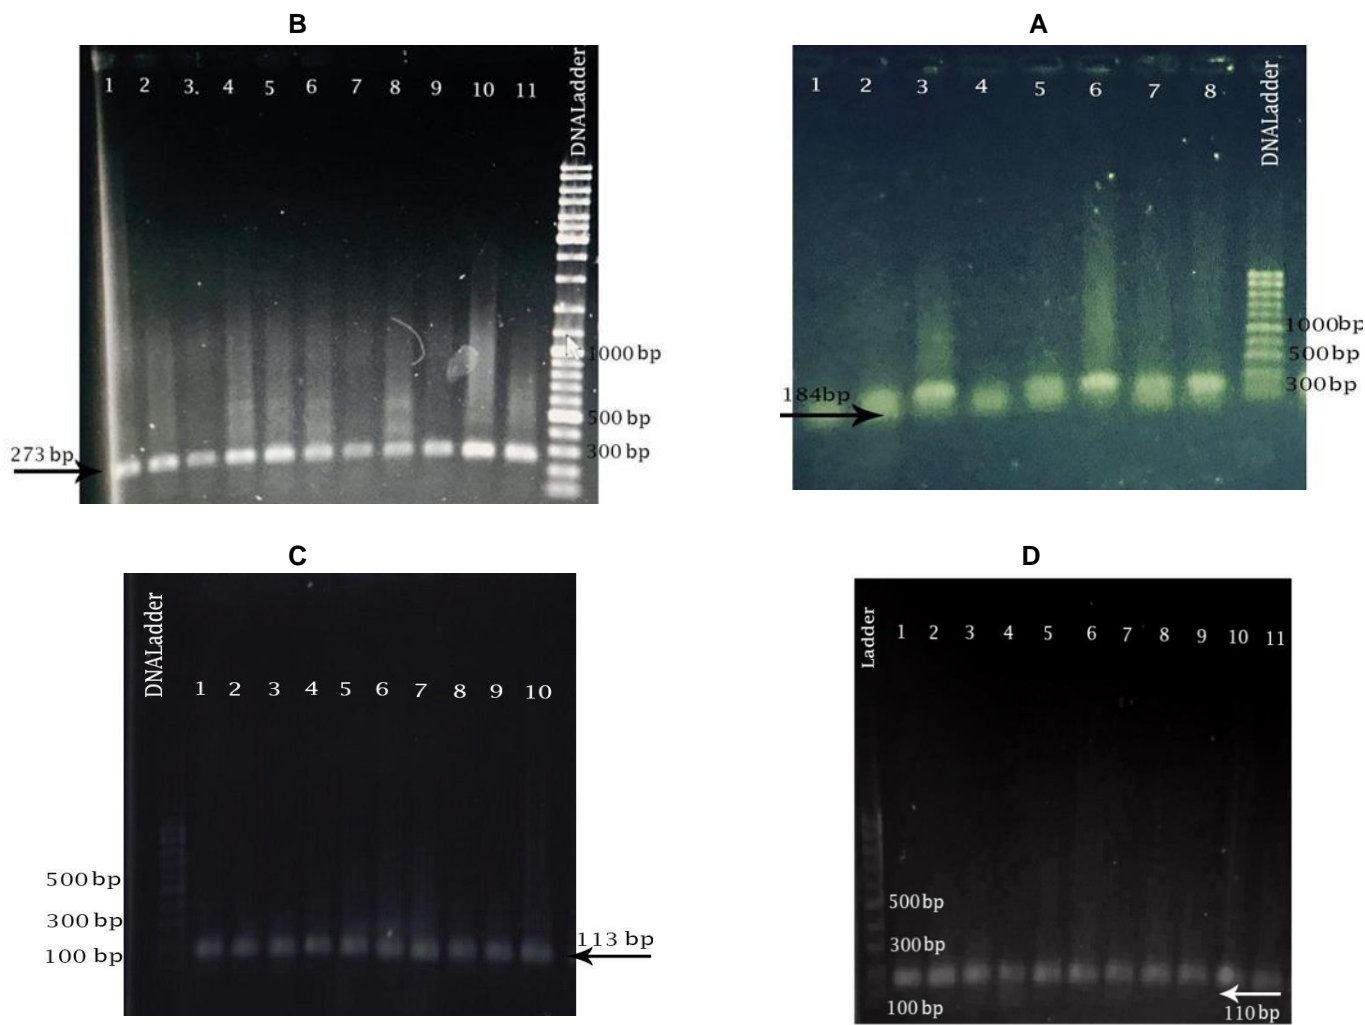 B
A
1 2 3. 4 5 6 7 8 9 10 11 DNALadder
1000 bp
500 bp
300 bp
273 bp
1 2 3 4 5 6 7 8 DNALadder
1000bp
500bp
300bp
184bp
C
D
DNALadder 1 2 3 4 5 6 7 8 9 10
500 bp
300 bp
100 bp
113 bp
Ladder 1 2 3 4 5 6 7 8 9 10 11
500 bp
300 bp
100 bp
110 bp